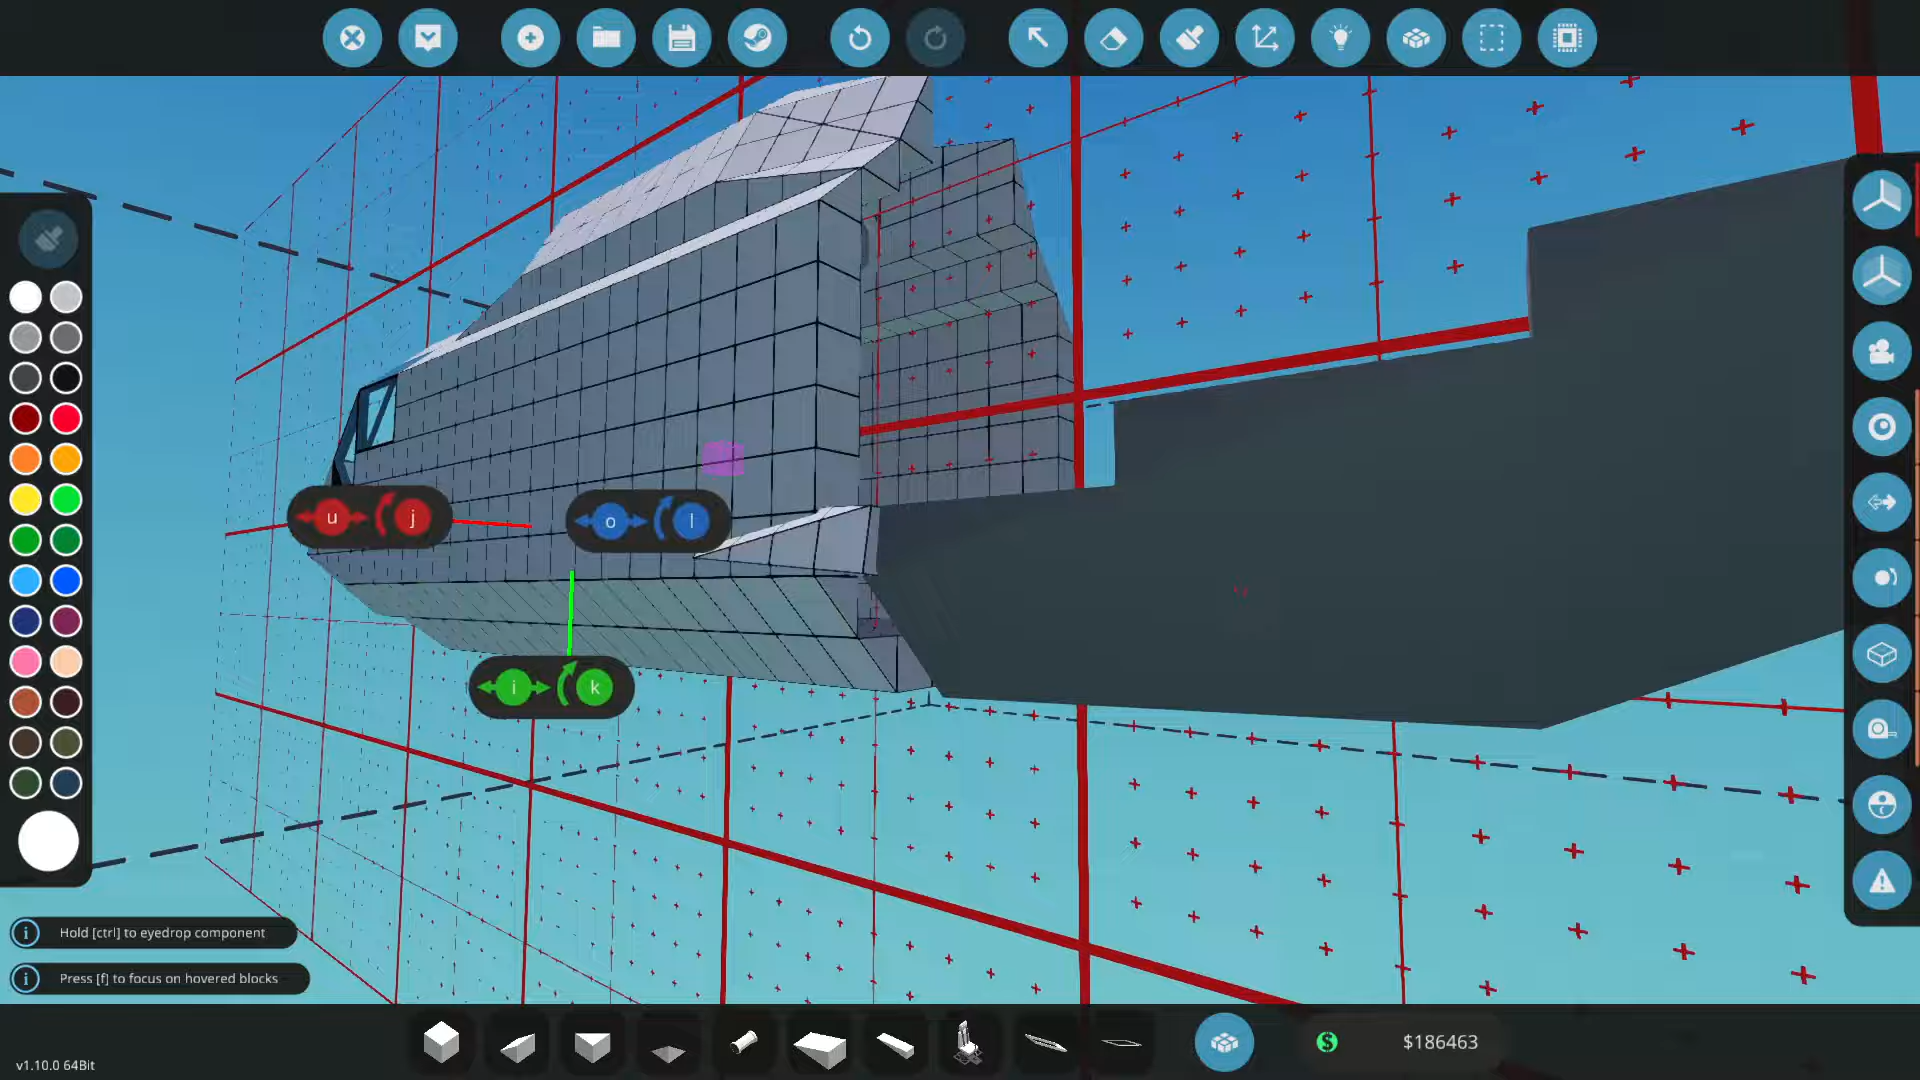 u
j
o
l
i
k
Hold [ctrl] to eyedrop component
Press [f] to focus on hovered blocks
$
$186463
v1.10.0 64Bit